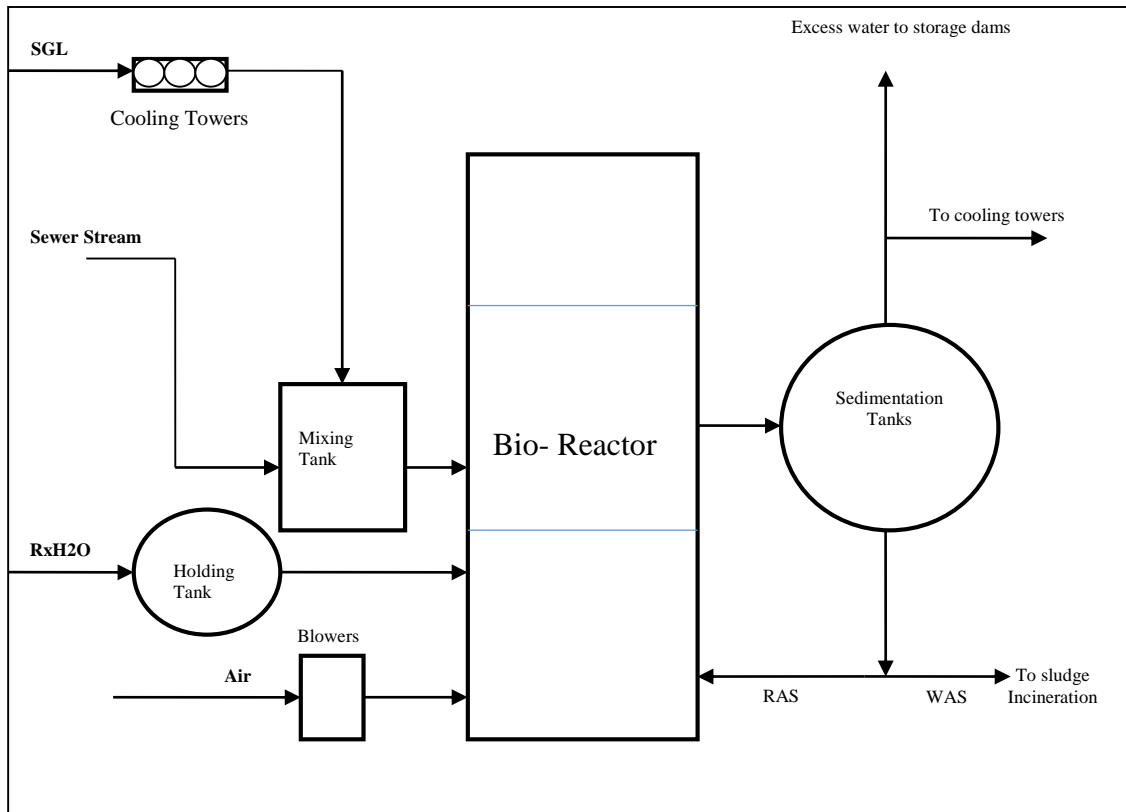 Excess water to storage dams
SGL
Cooling Towers
To cooling towers
Sewer Stream
Sedimentation
Tanks
Mixing
Tank
Bio- Reactor
RxH2O
Holding
Tank
Blowers
Air
To sludge
Incineration
RAS
WAS